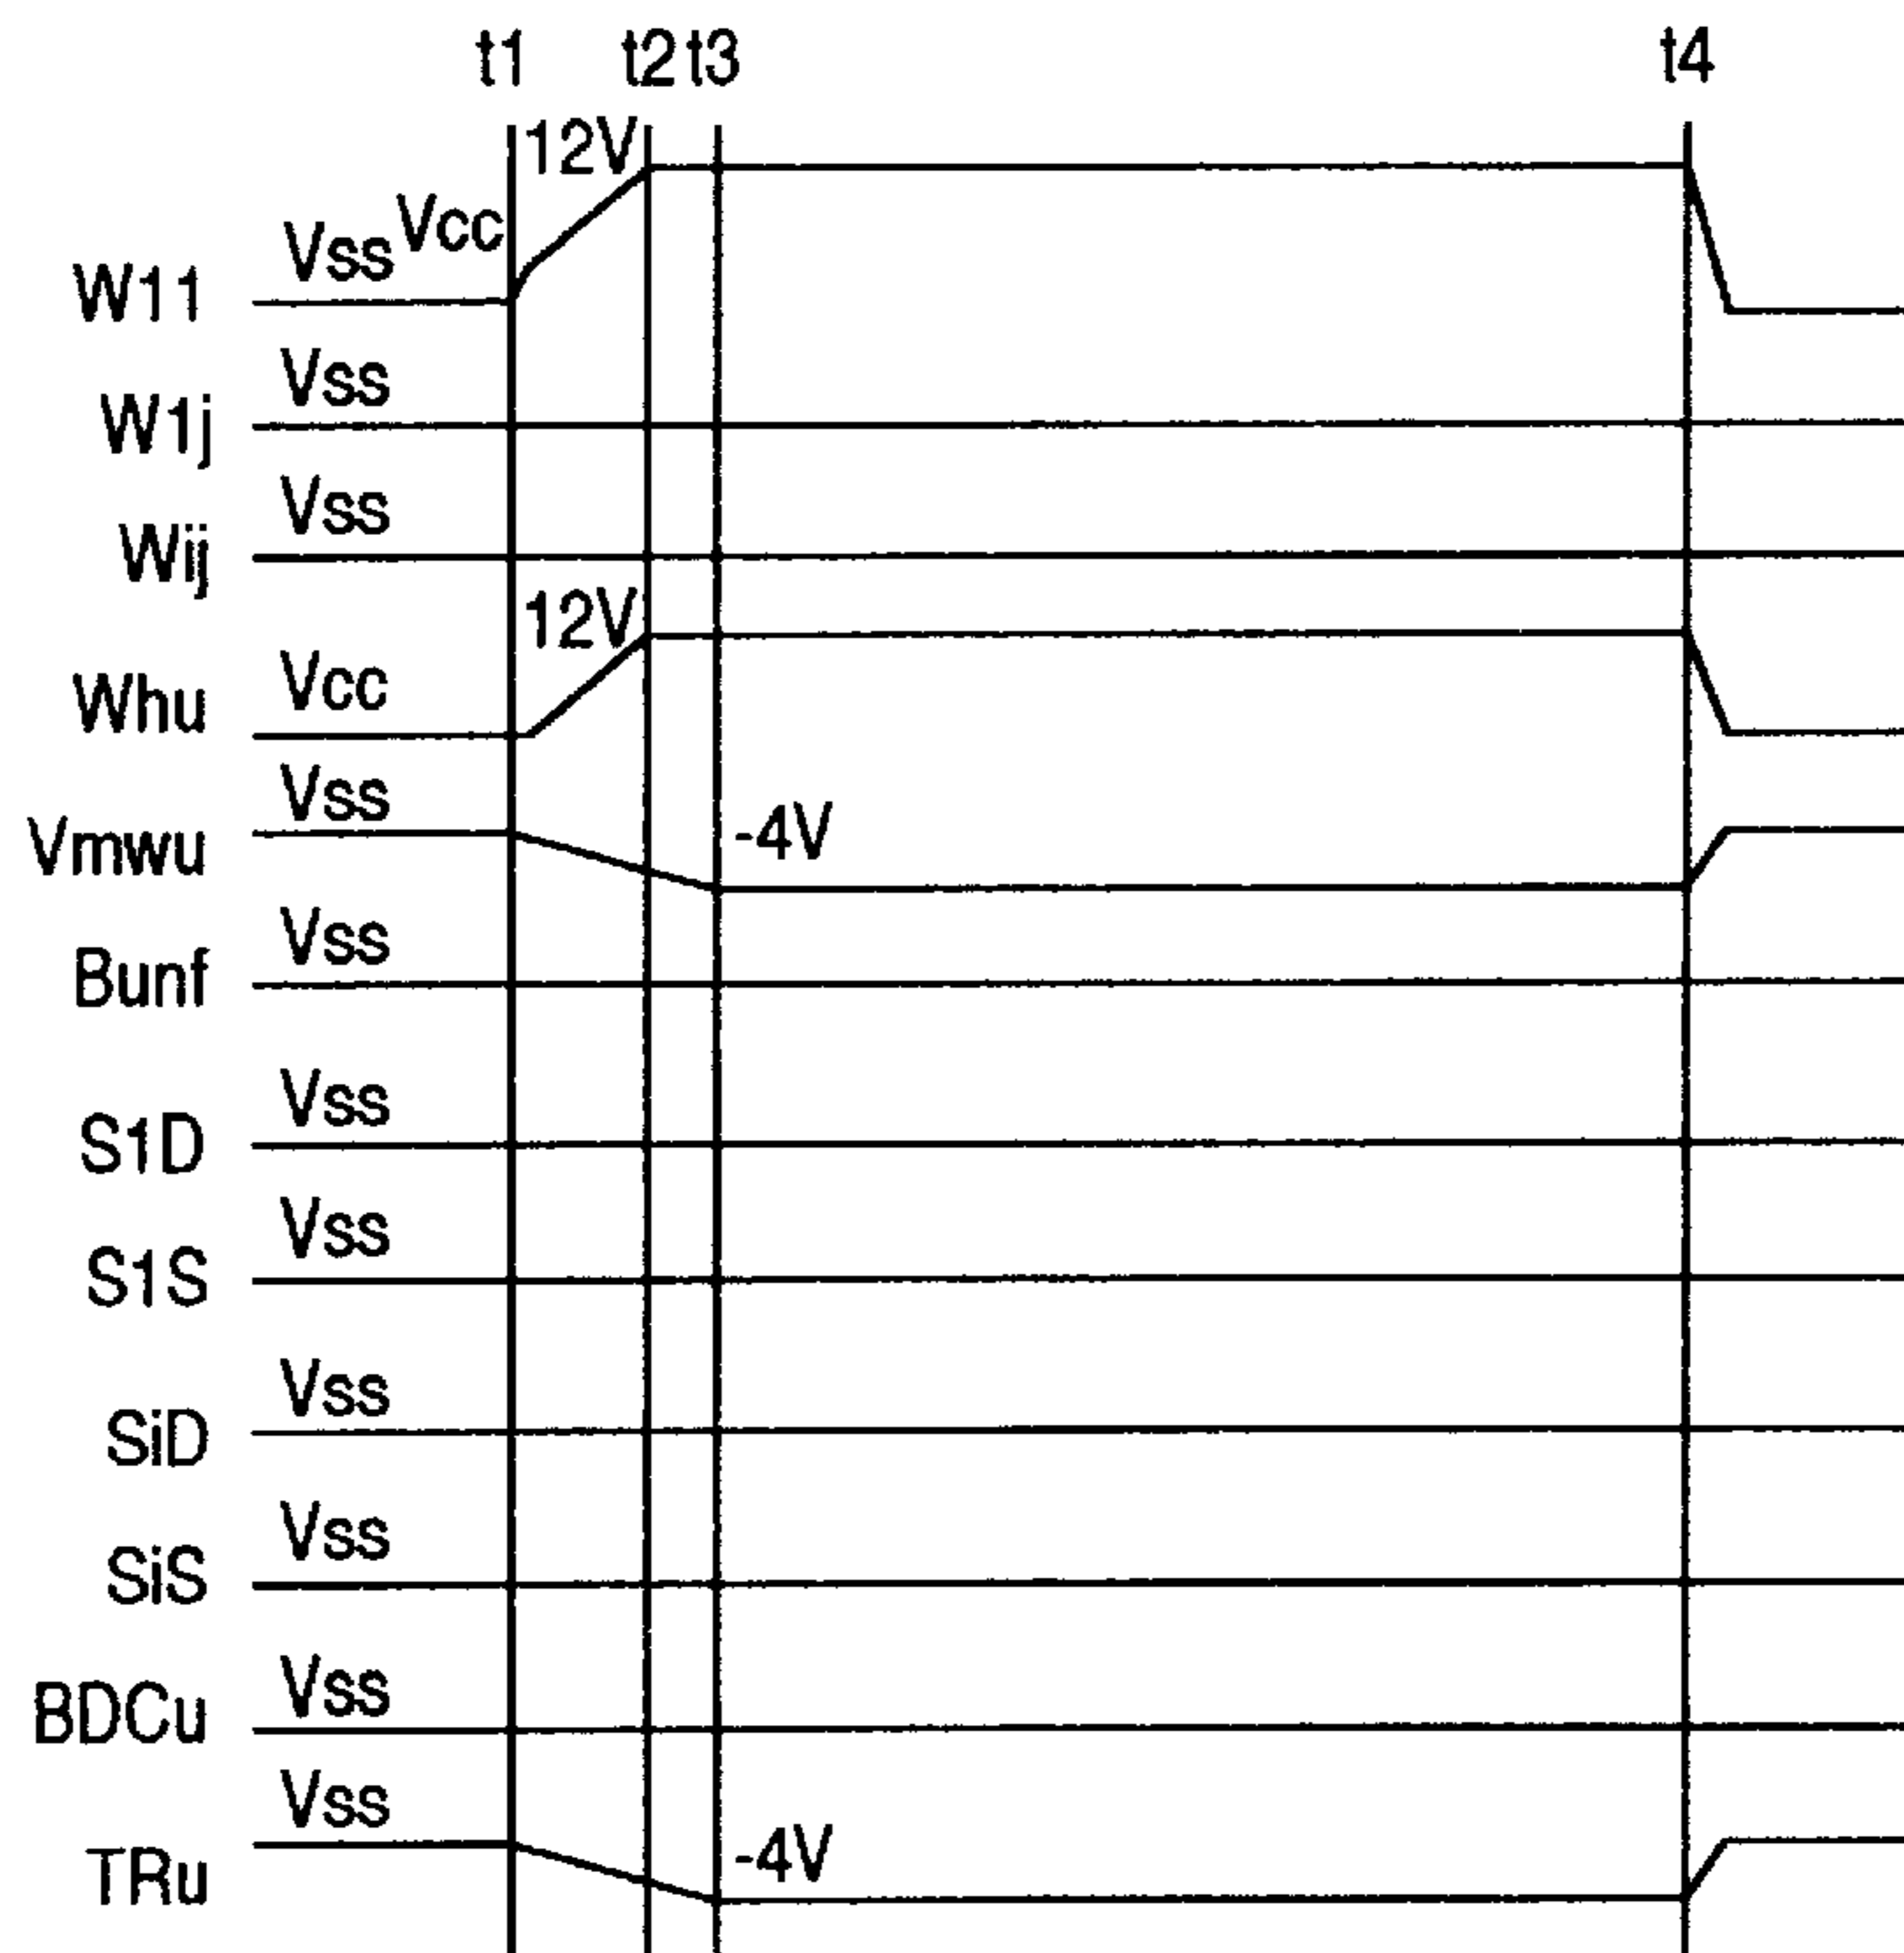 t1 t2 t3 t4
12V
Vss Vcc
W11
Vss
W1j
Vss
Wij
12V
Vcc
Whu
Vss
Vmwu -4V
Vss
Bunf
Vss
S1D
Vss
S1S
Vss
SiD
Vss
SiS
Vss
BDCu
Vss
TRu -4V